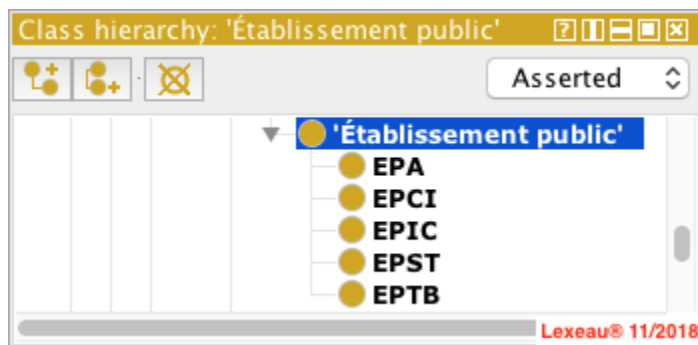 Class hierarchy: 'Établissement public'
Asserted
'Établissement public'
EPA
EPCI
EPIC
EPST
EPTB
Lexeau® 11/2018